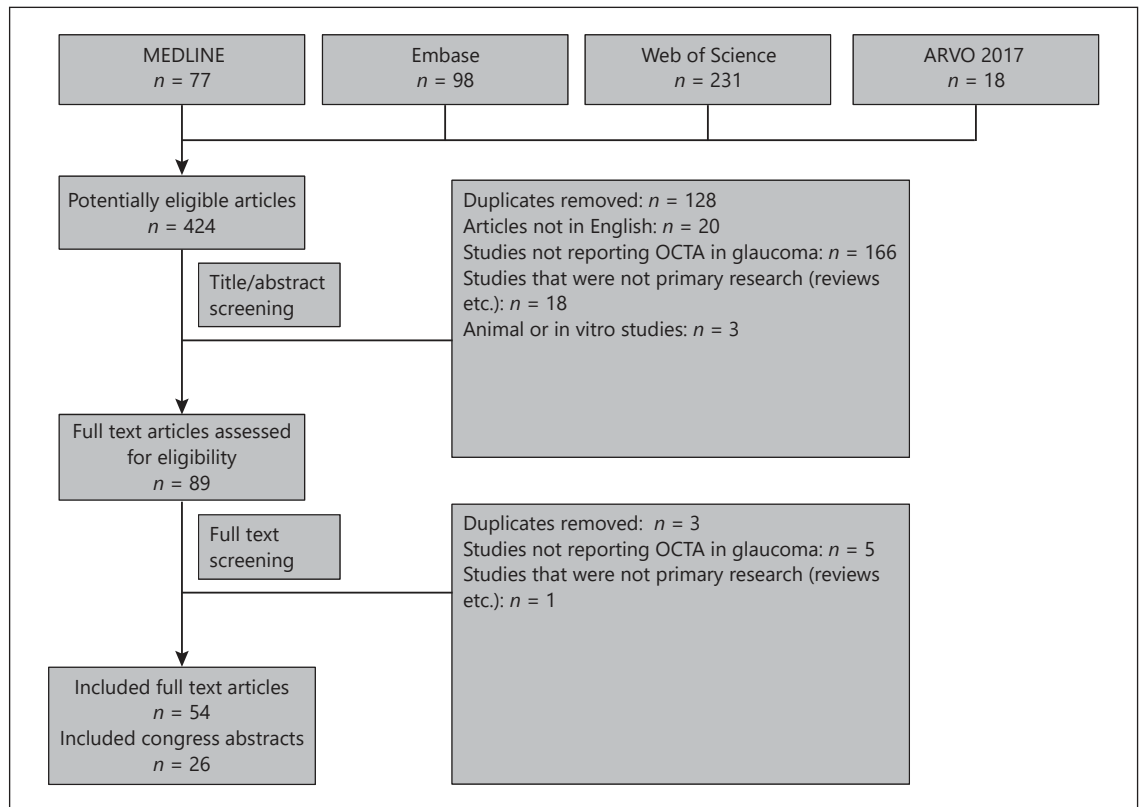 MEDLINE
n = 77
Embase
n = 98
Web of Science
n = 231
ARVO 2017
n = 18
Potentially eligible articles
n = 424
Title/abstract
screening
Duplicates removed: n = 128
Articles not in English: n = 20
Studies not reporting OCTA in glaucoma: n = 166
Studies that were not primary research (reviews
etc.): n = 18
Animal or in vitro studies: n = 3
Full text articles assessed
for eligibility
n = 89
Full text
screening
Duplicates removed: n = 3
Studies not reporting OCTA in glaucoma: n = 5
Studies that were not primary research (reviews
etc.): n = 1
Included full text articles
n = 54
Included congress abstracts
n = 26